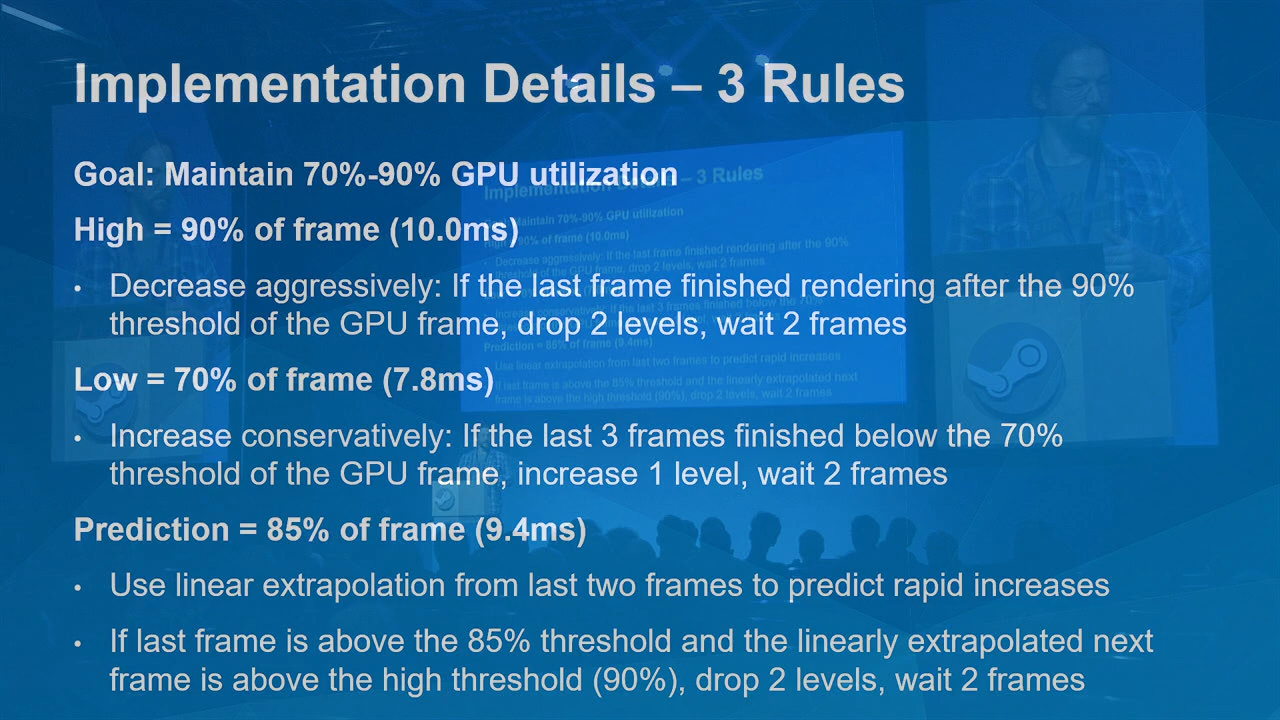 Implementation Details – 3 Rules
Goal: Maintain 70%-90% GPU utilization
High = 90% of frame (10.0ms)
• Decrease aggressively: If the last frame finished rendering after the 90%
threshold of the GPU frame, drop 2 levels, wait 2 frames
Low = 70% of frame (7.8ms)
• Increase conservatively: If the last 3 frames finished below the 70%
threshold of the GPU frame, increase 1 level, wait 2 frames
Prediction = 85% of frame (9.4ms)
• Use linear extrapolation from last two frames to predict rapid increases
• If last frame is above the 85% threshold and the linearly extrapolated next
frame is above the high threshold (90%), drop 2 levels, wait 2 frames